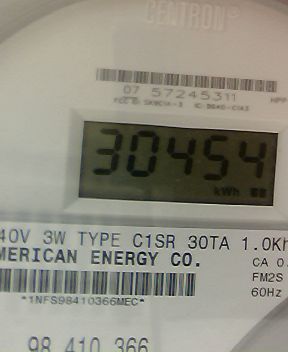 CENTRON®
07 57245311
30454
kWh
40V 3W TYPE C1SR 30TA 1.0Kh
MERICAN ENERGY CO.
CA 0.
FM2S
60Hz
*1NFS98410366MEC*
98 410 366